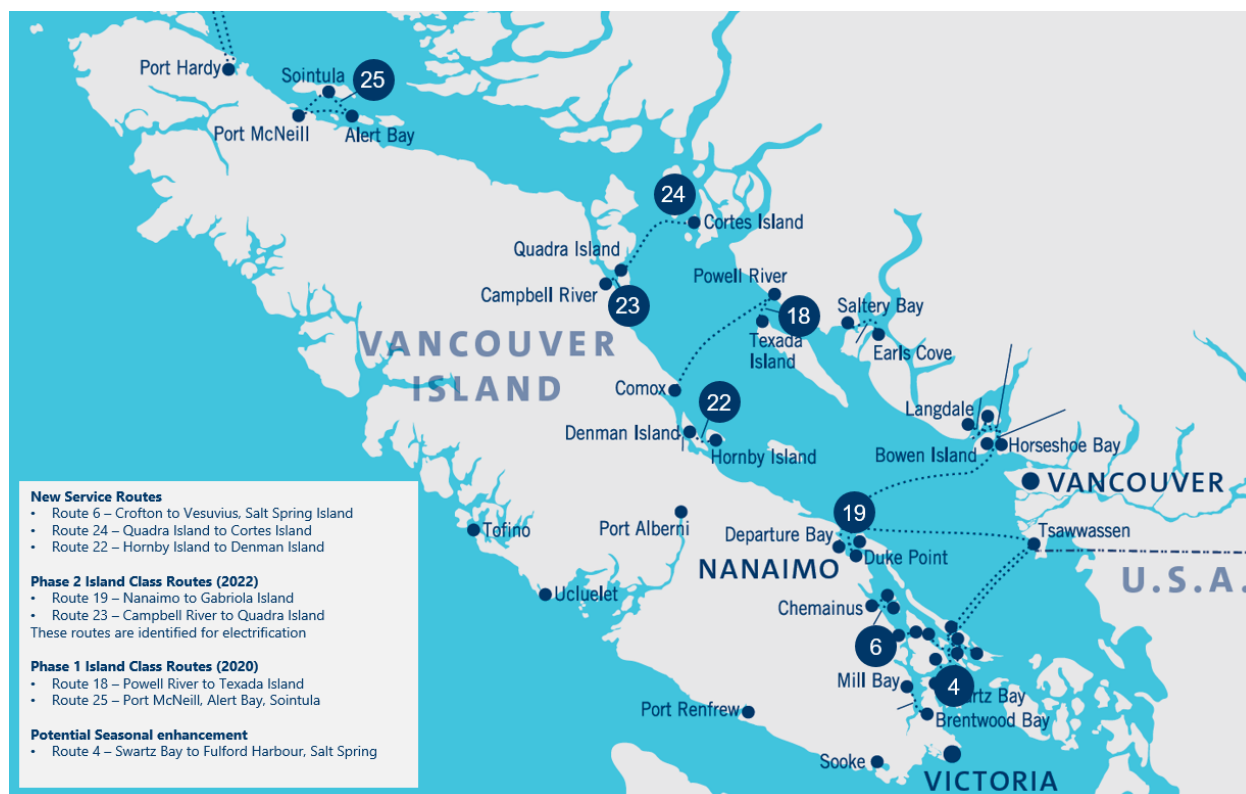 Port Hardy
Sointula
25
Port McNeill
Alert Bay
24
Cortes Island
Quadra Island
Campbell River
23
Powell River
18
Texada
Island
Saltery Bay
Earls Cove
VANCOUVER
ISLAND
Comox
22
Denman Island
Hornby Island
Langdale
Bowen Island
Horseshoe Bay
VANCOUVER
19
Tsawwassen
Departure Bay
Duke Point
NANAIMO
U.S.A.
Port Alberni
Tofino
Ucluelet
Chemainus
6
Mill Bay
4
rtz Bay
Brentwood Bay
Port Renfrew
Sooke
VICTORIA
New Service Routes
• Route 6 – Crofton to Vesuvius, Salt Spring Island
• Route 24 – Quadra Island to Cortes Island
• Route 22 – Hornby Island to Denman Island
Phase 2 Island Class Routes (2022)
• Route 19 – Nanaimo to Gabriola Island
• Route 23 – Campbell River to Quadra Island
These routes are identified for electrification
Phase 1 Island Class Routes (2020)
• Route 18 – Powell River to Texada Island
• Route 25 – Port McNeill, Alert Bay, Sointula
Potential Seasonal enhancement
• Route 4 – Swartz Bay to Fulford Harbour, Salt Spring